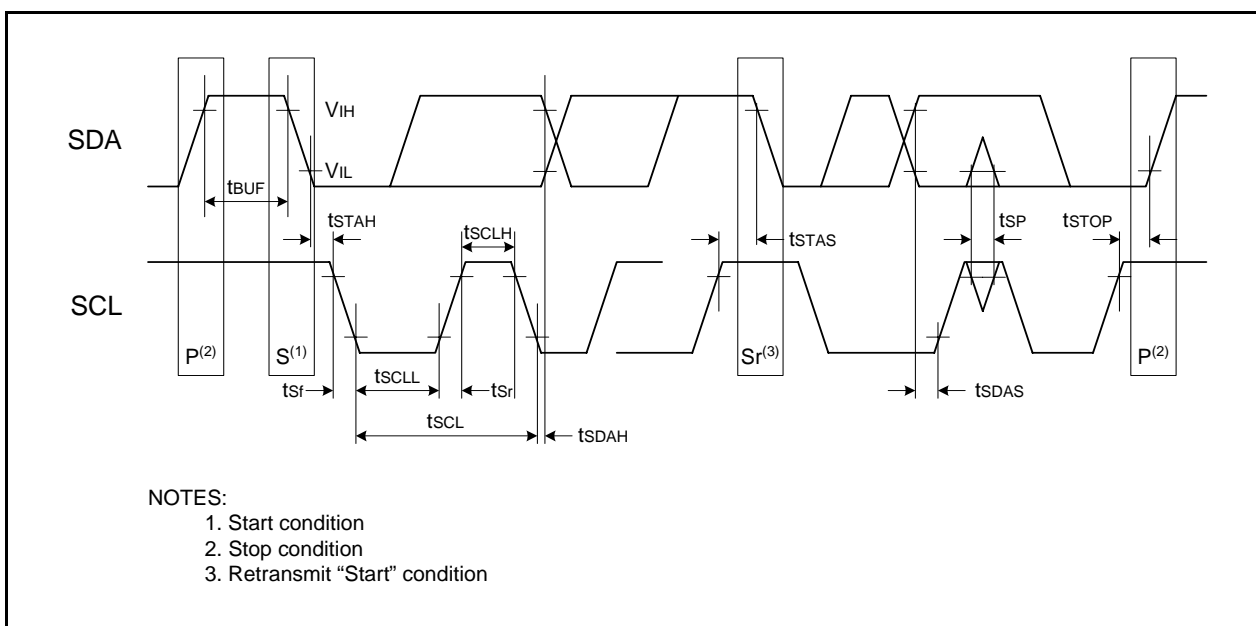 SDA
VIH
VIL
tBUF
tSTAH
tSCLH
tSTAS
tSP
tSTOP
SCL
P(2)
S(1)
Sr(3)
P(2)
tSf
tSCLL
tSr
tSDAS
tSCL
tSDAH
NOTES:
1. Start condition
2. Stop condition
3. Retransmit “Start” condition